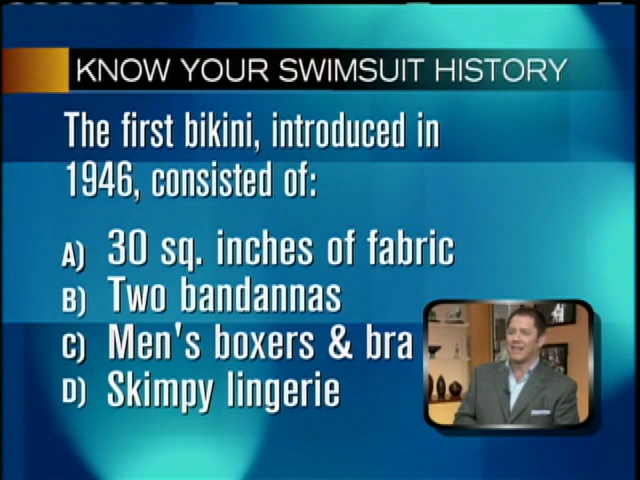 KNOW YOUR SWIMSUIT HISTORY
The first bikini, introduced in
1946, consisted of:
A) 30 sq. inches of fabric
B) Two bandannas
C) Men's boxers & bra
D) Skimpy lingerie